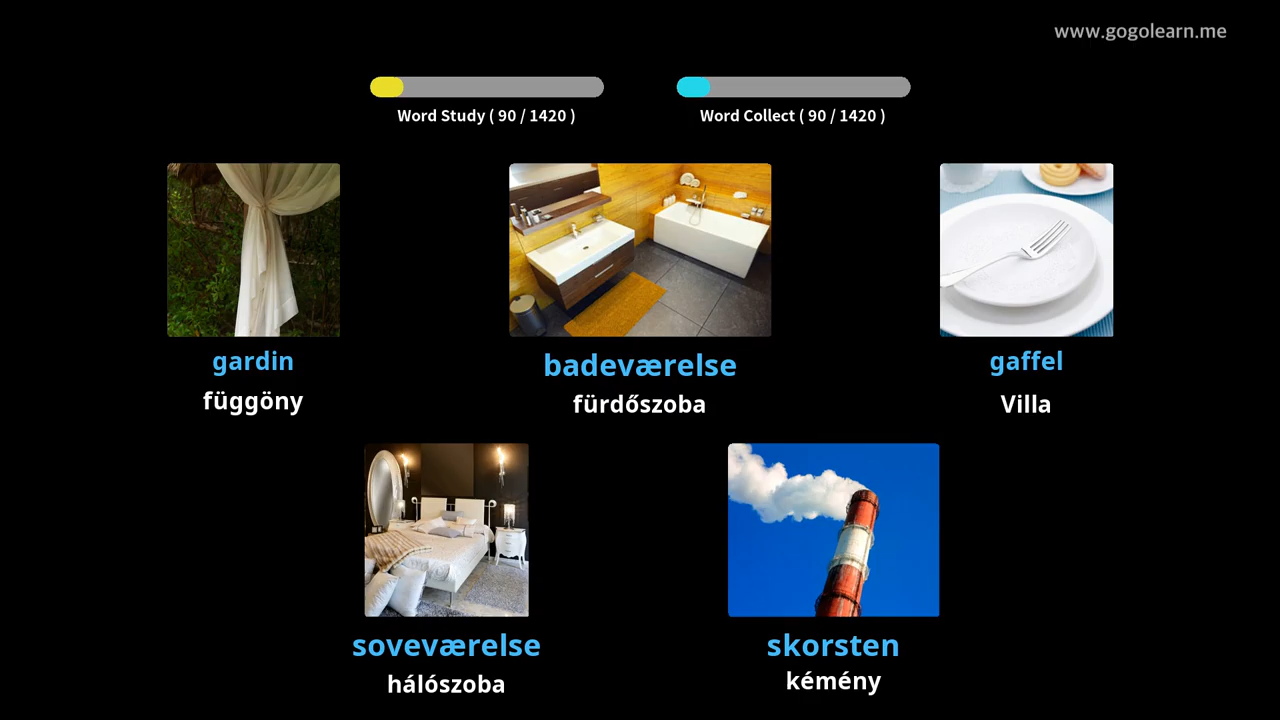 www.gogolearn.me
Word Study ( 90 / 1420 )
Word Collect ( 90 / 1420 )
gardin
függöny
badeværelse
fürdőszoba
gaffel
Villa
soveværelse
hálószoba
skorsten
kémény